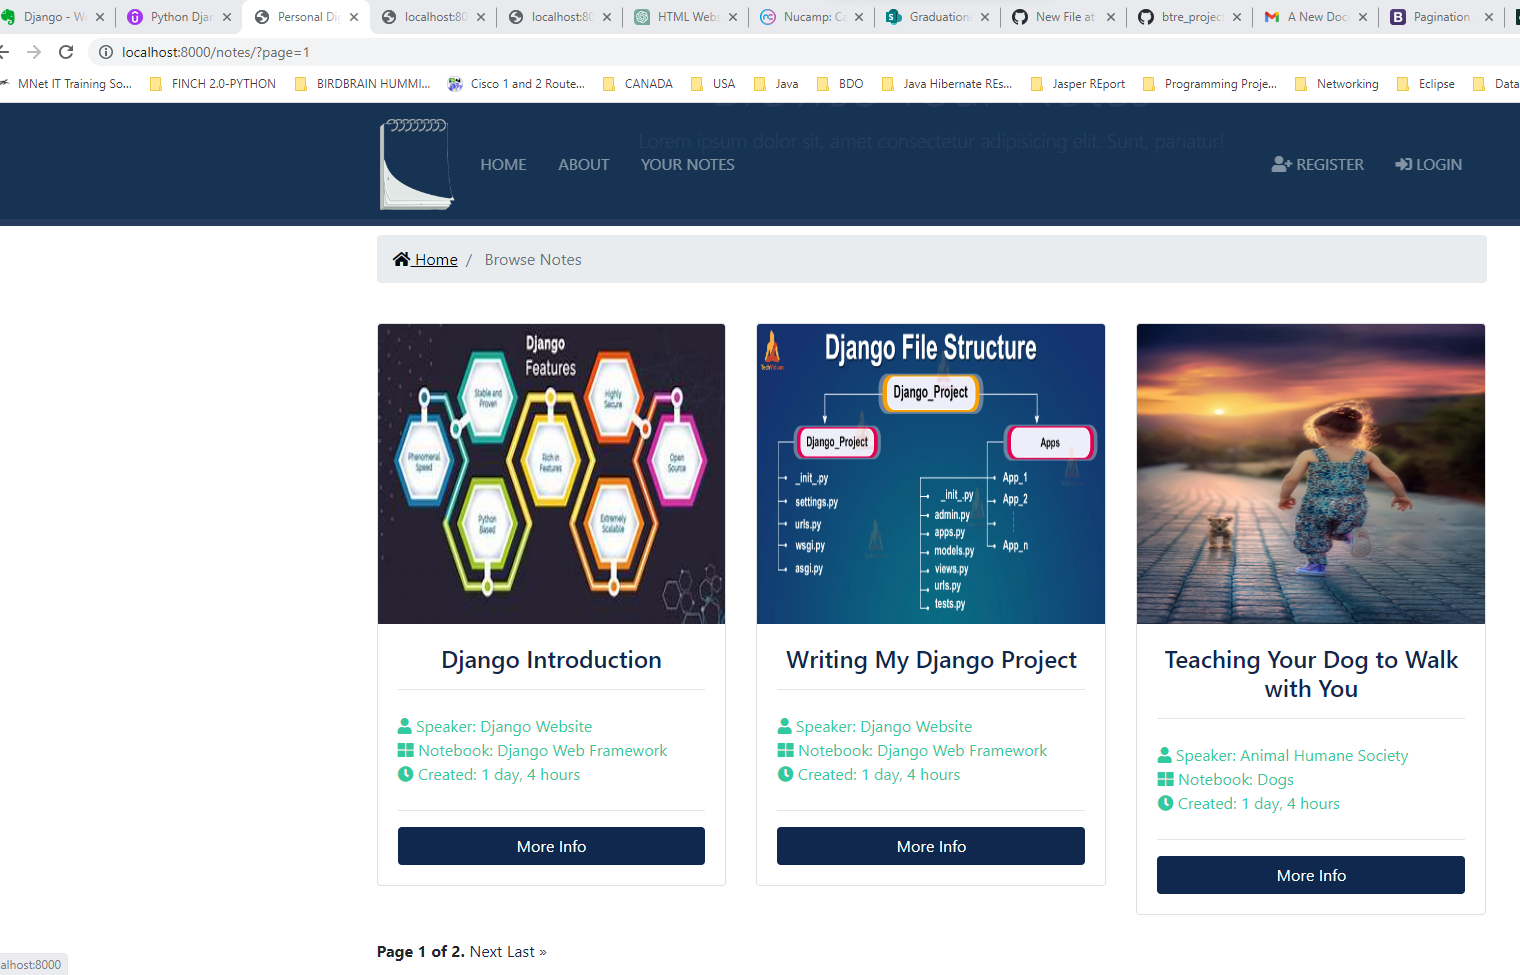 Django - W
Python Djan
Personal Dig
localhost:80
localhost:80
HTML Webs
Nucamp: Co
Graduation
New File at
btre_project
A New Doc
Pagination
localhost:8000/notes/?page=1
MNet IT Training So...
FINCH 2.0-PYTHON
BIRDBRAIN HUMMI...
Cisco 1 and 2 Route...
CANADA
USA
Java
BDO
Java Hibernate REs...
Jasper REport
Programming Proje...
Networking
Eclipse
Data
Lorem ipsum dolor sit, amet consectetur adipisicing elit. Sunt, pariatur!
HOME ABOUT YOUR NOTES REGISTER LOGIN
Home / Browse Notes
Django
Features
Stable and
Proven
Highly
Secure
Phenomenal
Speed
Rich in
Features
Open
Source
Python
Based
Extremely
Scalable
Django File Structure
TechVidvan
Django_Project
Django_Project
Apps
_init_.py
settings.py
urls.py
wsgi.py
asgi.py
_init_.py
admin.py
apps.py
models.py
views.py
urls.py
tests.py
App_1
App_2
App_n
Django Introduction
Speaker: Django Website
Notebook: Django Web Framework
Created: 1 day, 4 hours
More Info
Writing My Django Project
Speaker: Django Website
Notebook: Django Web Framework
Created: 1 day, 4 hours
More Info
Teaching Your Dog to Walk
with You
Speaker: Animal Humane Society
Notebook: Dogs
Created: 1 day, 4 hours
More Info
Page 1 of 2. Next Last »
alhost:8000